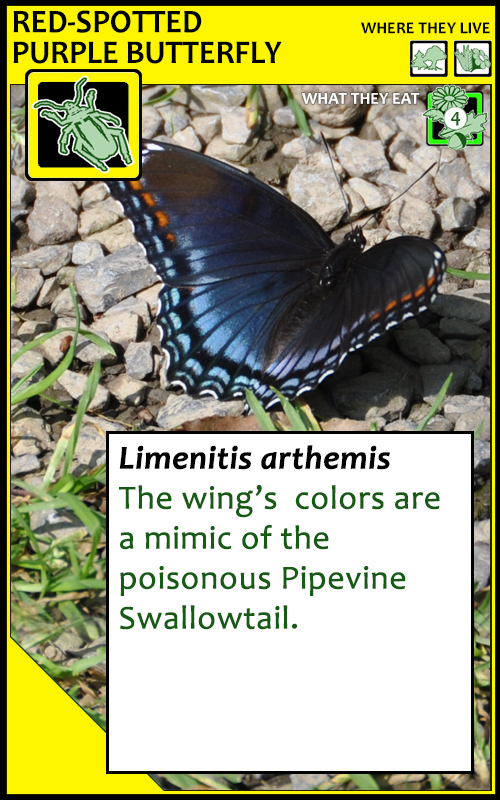 RED-SPOTTED
PURPLE BUTTERFLY
WHERE THEY LIVE
WHAT THEY EAT
4
Limenitis arthemis
The wing’s  colors are
a mimic of the
poisonous Pipevine
Swallowtail.